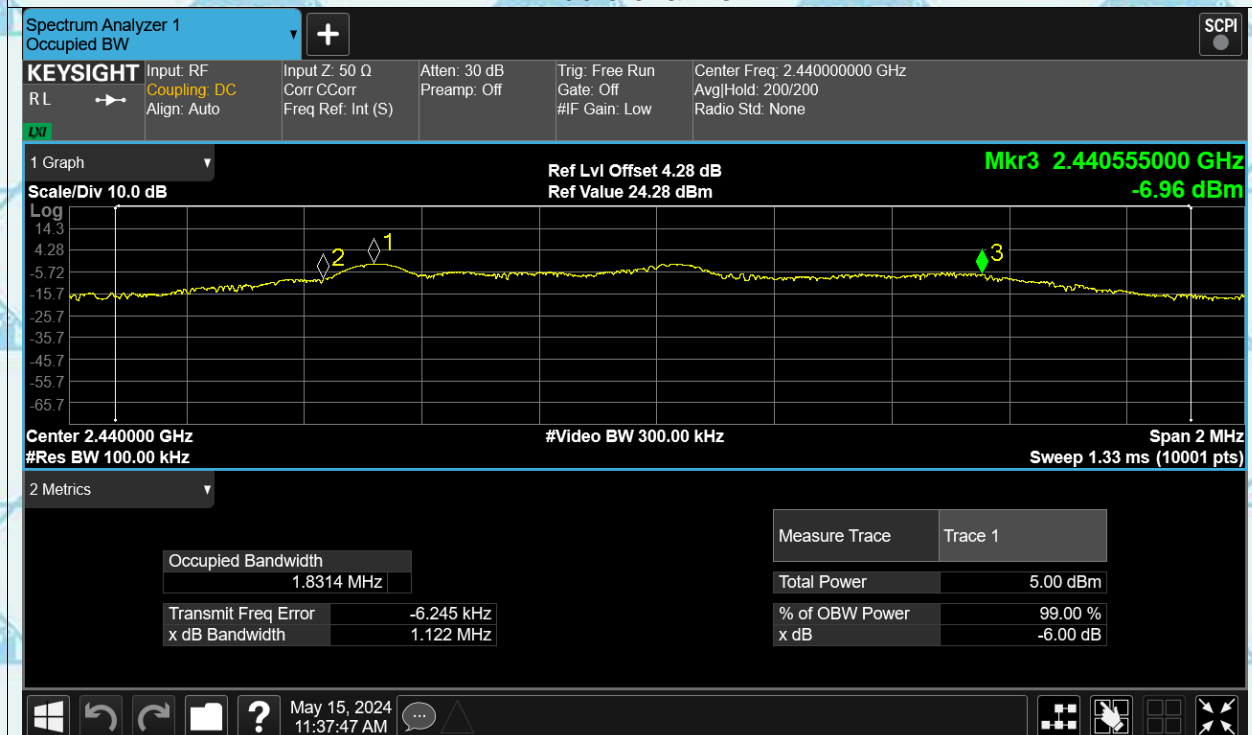 Spectrum Analyzer 1
Occupied BW
SCPI
KEYSIGHT
R L
LXI
Input: RF
Coupling: DC
Align: Auto
Input Z: 50 Ω
Corr CCorr
Freq Ref: Int (S)
Atten: 30 dB
Preamp: Off
Trig: Free Run
Gate: Off
#IF Gain: Low
Center Freq: 2.440000000 GHz
Avg|Hold: 200/200
Radio Std: None
1 Graph
Scale/Div 10.0 dB
Ref Lvl Offset 4.28 dB
Ref Value 24.28 dBm
Mkr3 2.440555000 GHz
-6.96 dBm
Log
14.3
4.28
-5.72
-15.7
-25.7
-35.7
-45.7
-55.7
-65.7
2
1
3
Center 2.440000 GHz
#Video BW 300.00 kHz
Span 2 MHz
#Res BW 100.00 kHz
Sweep 1.33 ms (10001 pts)
2 Metrics
Occupied Bandwidth
1.8314 MHz
Transmit Freq Error -6.245 kHz
x dB Bandwidth 1.122 MHz
Measure Trace Trace 1
Total Power 5.00 dBm
% of OBW Power 99.00 %
x dB -6.00 dB
?
May 15, 2024
11:37:47 AM